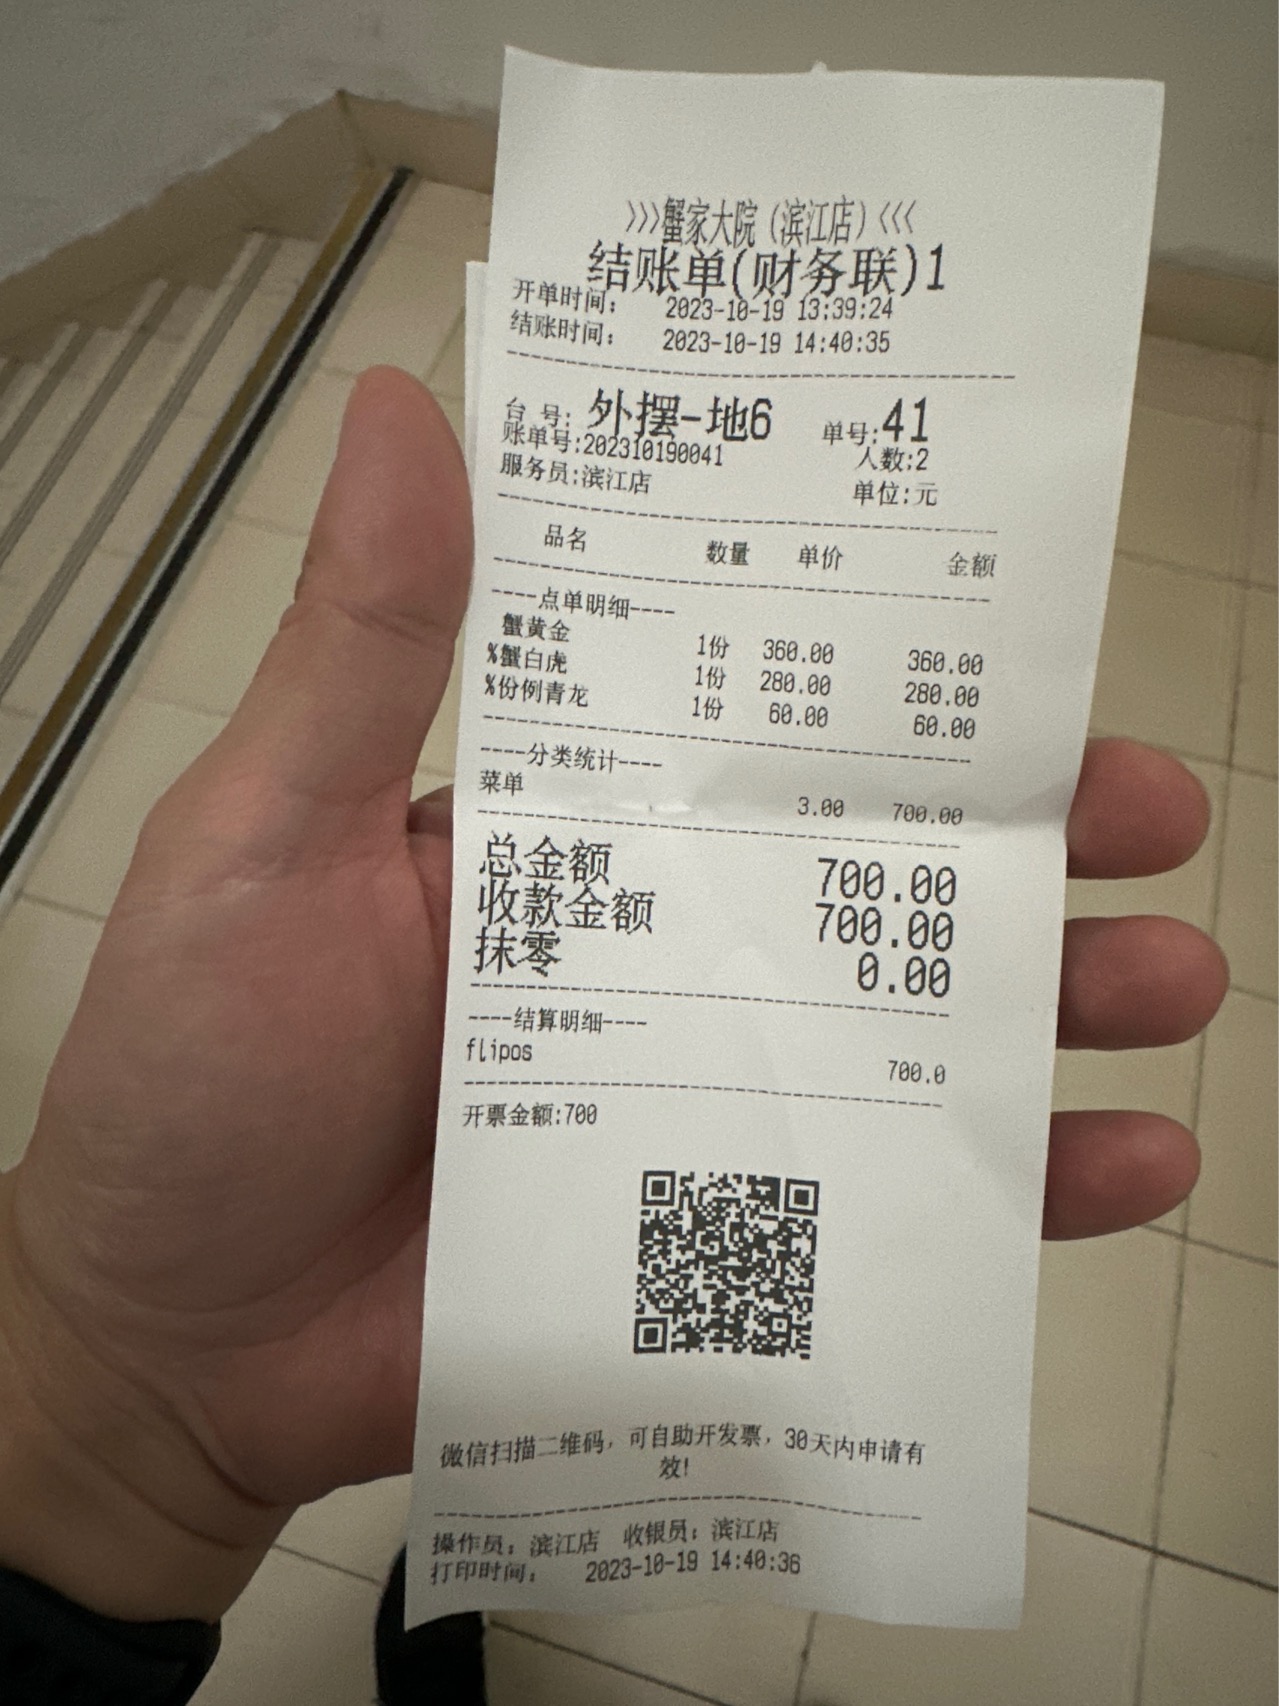 >>>蟹家大院(滨江店)<<<
结账单(财务联)1
开单时间: 2023-10-19 13:39:24
结账时间: 2023-10-19 14:40:35
台 号: 外摆-地6 单号:41
账单号:202310190041 人数:2
服务员:滨江店 单位:元
品名 数量 单价 金额
----点单明细----
蟹黄金 1份 360.00 360.00
%蟹白虎 1份 280.00 280.00
%份例青龙 1份 60.00 60.00
----分类统计----
菜单 3.00 700.00
总金额 700.00
收款金额 700.00
抹零 0.00
----结算明细----
flipos 700.0
开票金额:700
微信扫描二维码，可自助开发票，30天内申请有
效!
操作员: 滨江店 收银员: 滨江店
打印时间: 2023-10-19 14:40:36